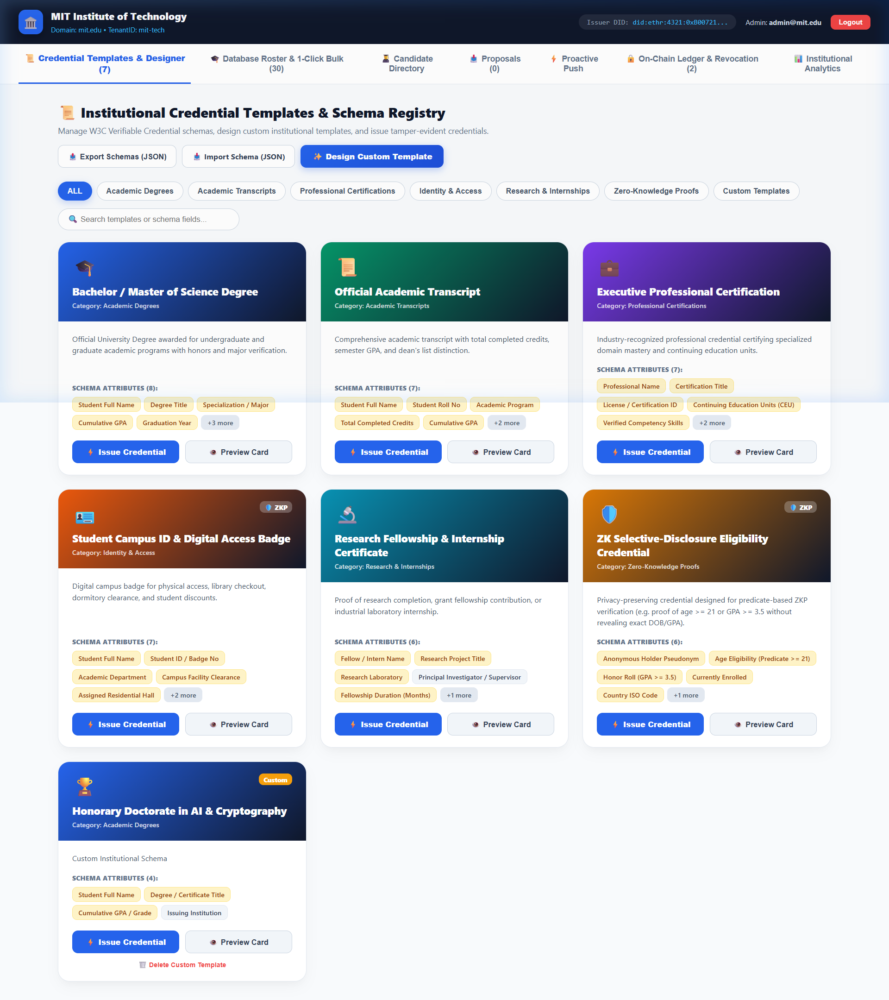 MIT Institute of Technology
Domain: mit.edu • TenantID: mit-tech
Issuer DID: did:ethr:4321:0xB00721...
Admin: admin@mit.edu
Logout
Credential Templates & Designer
(7)
Database Roster & 1-Click Bulk
(30)
Candidate
Directory
Proposals
(0)
Proactive
Push
On-Chain Ledger & Revocation
(2)
Institutional
Analytics
Institutional Credential Templates & Schema Registry
Manage W3C Verifiable Credential schemas, design custom institutional templates, and issue tamper-evident credentials.
Export Schemas (JSON)
Import Schema (JSON)
Design Custom Template
ALL
Academic Degrees
Academic Transcripts
Professional Certifications
Identity & Access
Research & Internships
Zero-Knowledge Proofs
Custom Templates
Search templates or schema fields...
Bachelor / Master of Science Degree
Category: Academic Degrees
Official University Degree awarded for undergraduate and
graduate academic programs with honors and major verification.
SCHEMA ATTRIBUTES (8):
Student Full Name
Degree Title
Specialization / Major
Cumulative GPA
Graduation Year
+3 more
Issue Credential
Preview Card
Official Academic Transcript
Category: Academic Transcripts
Comprehensive academic transcript with total completed credits,
semester GPA, and dean's list distinction.
SCHEMA ATTRIBUTES (7):
Student Full Name
Student Roll No
Academic Program
Total Completed Credits
Cumulative GPA
+2 more
Issue Credential
Preview Card
Executive Professional Certification
Category: Professional Certifications
Industry-recognized professional credential certifying specialized
domain mastery and continuing education units.
SCHEMA ATTRIBUTES (7):
Professional Name
Certification Title
License / Certification ID
Continuing Education Units (CEU)
Verified Competency Skills
+2 more
Issue Credential
Preview Card
ZKP
Student Campus ID & Digital Access Badge
Category: Identity & Access
Digital campus badge for physical access, library checkout,
dormitory clearance, and student discounts.
SCHEMA ATTRIBUTES (7):
Student Full Name
Student ID / Badge No
Academic Department
Campus Facility Clearance
Assigned Residential Hall
+2 more
Issue Credential
Preview Card
Research Fellowship & Internship
Certificate
Category: Research & Internships
Proof of research completion, grant fellowship contribution, or
industrial laboratory internship.
SCHEMA ATTRIBUTES (6):
Fellow / Intern Name
Research Project Title
Research Laboratory
Principal Investigator / Supervisor
Fellowship Duration (Months)
+1 more
Issue Credential
Preview Card
ZKP
ZK Selective-Disclosure Eligibility
Credential
Category: Zero-Knowledge Proofs
Privacy-preserving credential designed for predicate-based ZKP
verification (e.g. proof of age >= 21 or GPA >= 3.5 without
revealing exact DOB/GPA).
SCHEMA ATTRIBUTES (6):
Anonymous Holder Pseudonym
Age Eligibility (Predicate >= 21)
Honor Roll (GPA >= 3.5)
Currently Enrolled
Country ISO Code
+1 more
Issue Credential
Preview Card
Custom
Honorary Doctorate in AI & Cryptography
Category: Academic Degrees
Custom Institutional Schema
SCHEMA ATTRIBUTES (4):
Student Full Name
Degree / Certificate Title
Cumulative GPA / Grade
Issuing Institution
Issue Credential
Preview Card
Delete Custom Template